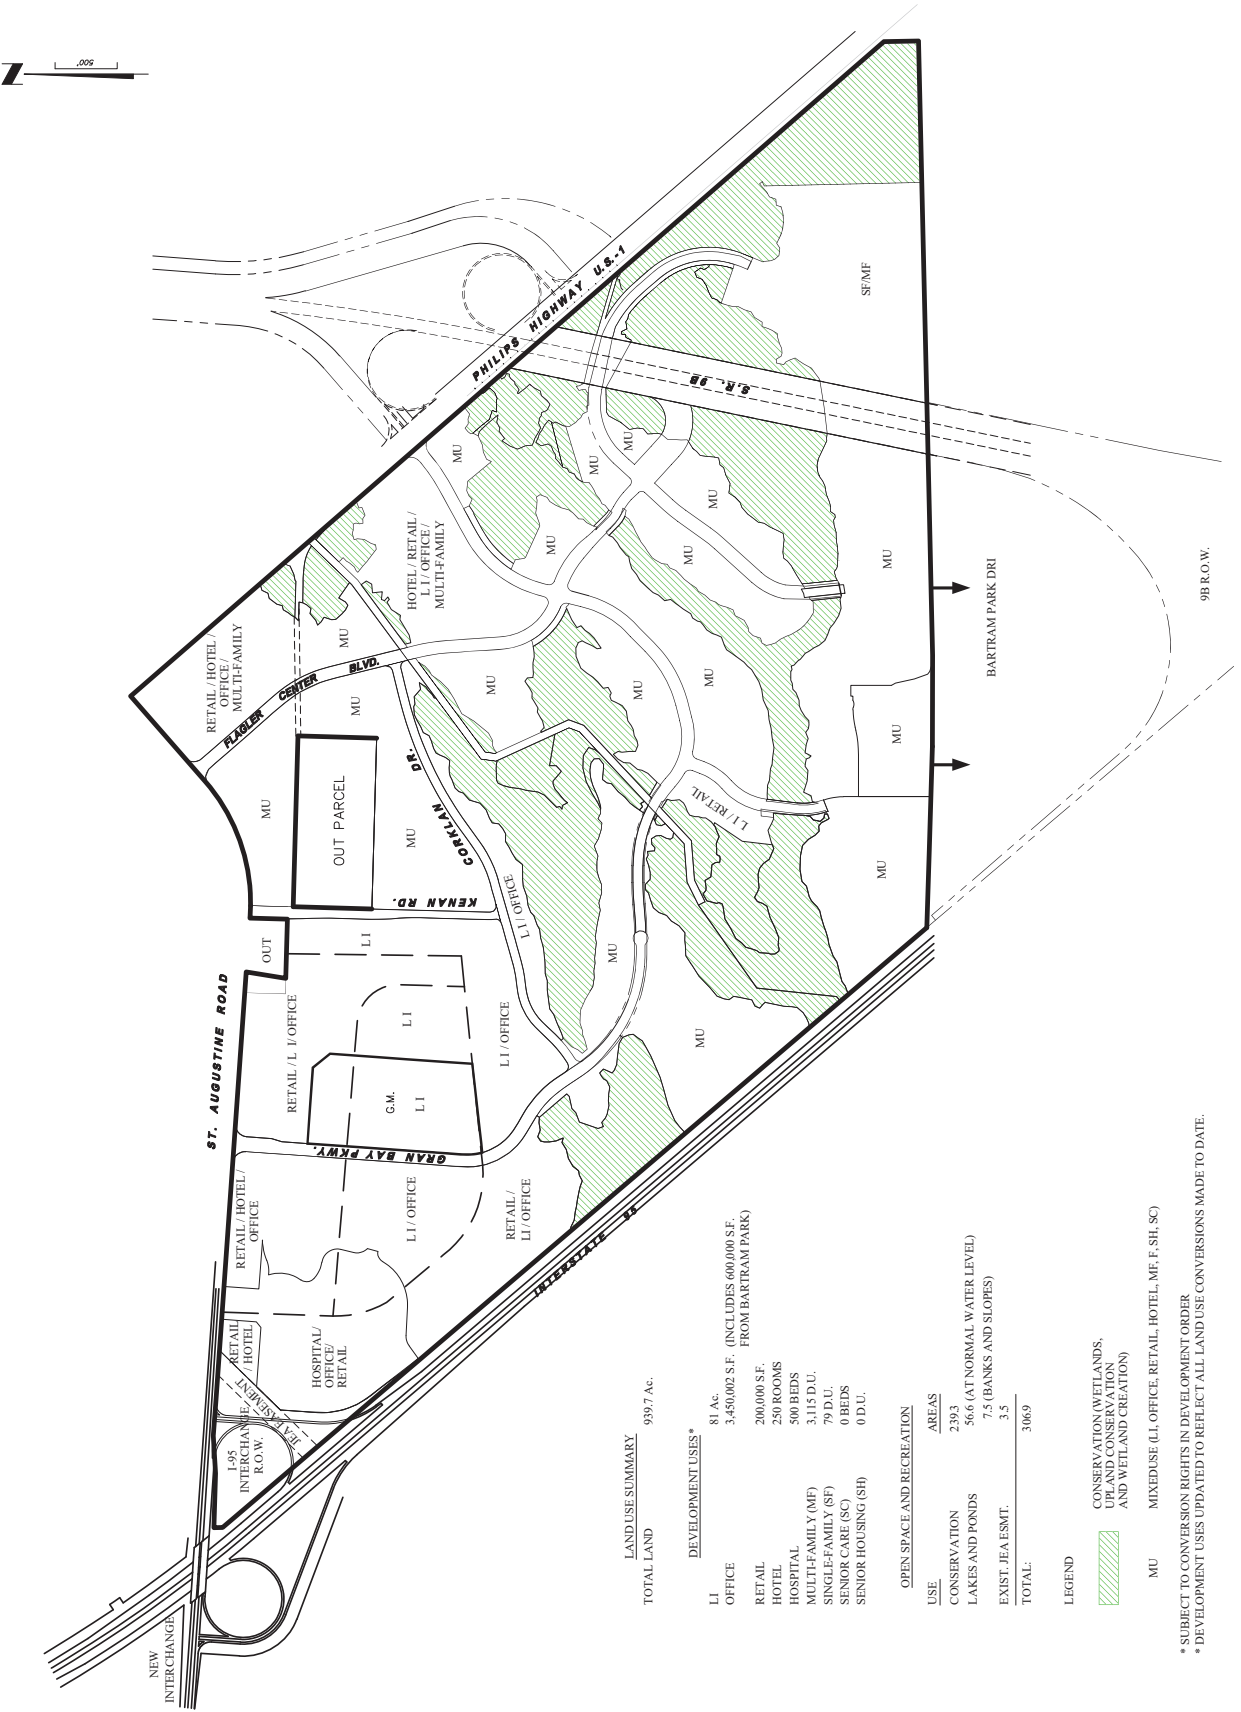 N
500'
ST. AUGUSTINE ROAD
PHILIPS HIGHWAY U.S.-1
FLAGLER CENTER BLVD.
S.R. 9B
CORKLAN DR.
KENAN RD.
GRAN BAY PKWY.
INTERSTATE 95
NEW
INTERCHANGE
I-95
INTERCHANGE
R.O.W.
JEA EASEMENT
RETAIL
/ HOTEL
HOSPITAL/
OFFICE/
RETAIL
RETAIL / HOTEL /
OFFICE
L I / OFFICE
RETAIL /
L I / OFFICE
RETAIL / L I / OFFICE
G.M.
L I
L I
L I
OUT
L I / OFFICE
L I / OFFICE
OUT PARCEL
MU
MU
MU
MU
RETAIL / HOTEL /
OFFICE /
MULTI-FAMILY
HOTEL / RETAIL /
L I / OFFICE /
MULTI-FAMILY
MU
MU
MU
MU
MU
MU
MU
MU
MU
MU
MU
L I / RETAIL
MU
MU
MU
MU
SF/MF
BARTRAM PARK DRI
9B R.O.W.
LAND USE SUMMARY
TOTAL LAND 939.7 Ac.
DEVELOPMENT USES*
LI 81 Ac.
OFFICE 3,450,002 S.F. (INCLUDES 600,000 S.F.
FROM BARTRAM PARK)
RETAIL 200,000 S.F.
HOTEL 250 ROOMS
HOSPITAL 500 BEDS
MULTI-FAMILY (MF) 3,115 D.U.
SINGLE-FAMILY (SF) 79 D.U.
SENIOR CARE (SC) 0 BEDS
SENIOR HOUSING (SH) 0 D.U.
OPEN SPACE AND RECREATION
USE AREAS
CONSERVATION 239.3
LAKES AND PONDS 56.6 (AT NORMAL WATER LEVEL)
7.5 (BANKS AND SLOPES)
EXIST. JEA ESMT. 3.5
TOTAL: 306.9
LEGEND
CONSERVATION (WETLANDS,
UPLAND CONSERVATION
AND WETLAND CREATION)
MU MIXEDUSE (LI, OFFICE, RETAIL, HOTEL, MF, F, SH, SC)
* SUBJECT TO CONVERSION RIGHTS IN DEVELOPMENT ORDER
* DEVELOPMENT USES UPDATED TO REFLECT ALL LAND USE CONVERSIONS MADE TO DATE.